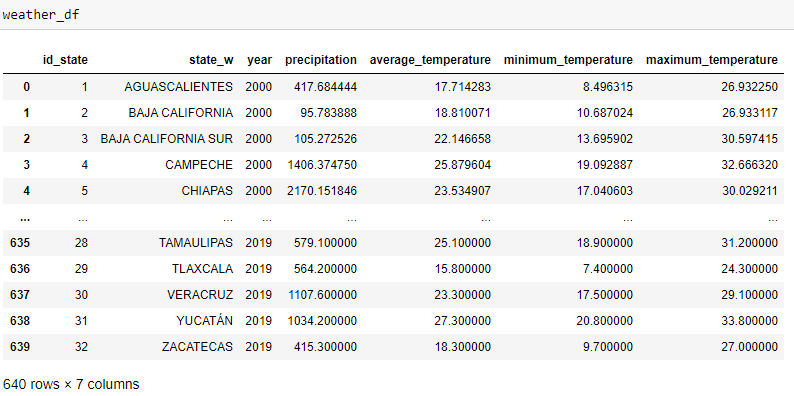 weather_df
id_state state_w year precipitation average_temperature minimum_temperature maximum_temperature
0 1 AGUASCALIENTES 2000 417.684444 17.714283 8.496315 26.932250
1 2 BAJA CALIFORNIA 2000 95.783888 18.810071 10.687024 26.933117
2 3 BAJA CALIFORNIA SUR 2000 105.272526 22.146658 13.695902 30.597415
3 4 CAMPECHE 2000 1406.374750 25.879604 19.092887 32.666320
4 5 CHIAPAS 2000 2170.151846 23.534907 17.040603 30.029211
... ... ... ... ... ... ... ...
635 28 TAMAULIPAS 2019 579.100000 25.100000 18.900000 31.200000
636 29 TLAXCALA 2019 564.200000 15.800000 7.400000 24.300000
637 30 VERACRUZ 2019 1107.600000 23.300000 17.500000 29.100000
638 31 YUCATÁN 2019 1034.200000 27.300000 20.800000 33.800000
639 32 ZACATECAS 2019 415.300000 18.300000 9.700000 27.000000
640 rows × 7 columns